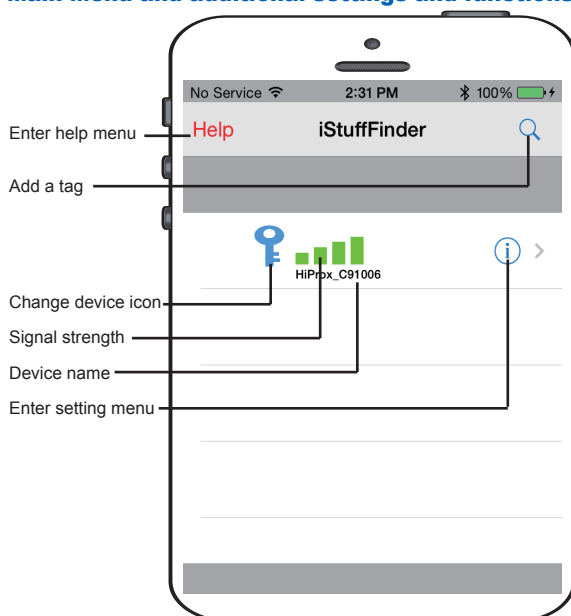 Main menu and additional settings and functions
No Service 2:31 PM 100%
Enter help menu
Help iStuffFinder
Add a tag
HiProx_C91006
Change device icon
Signal strength
Device name
Enter setting menu